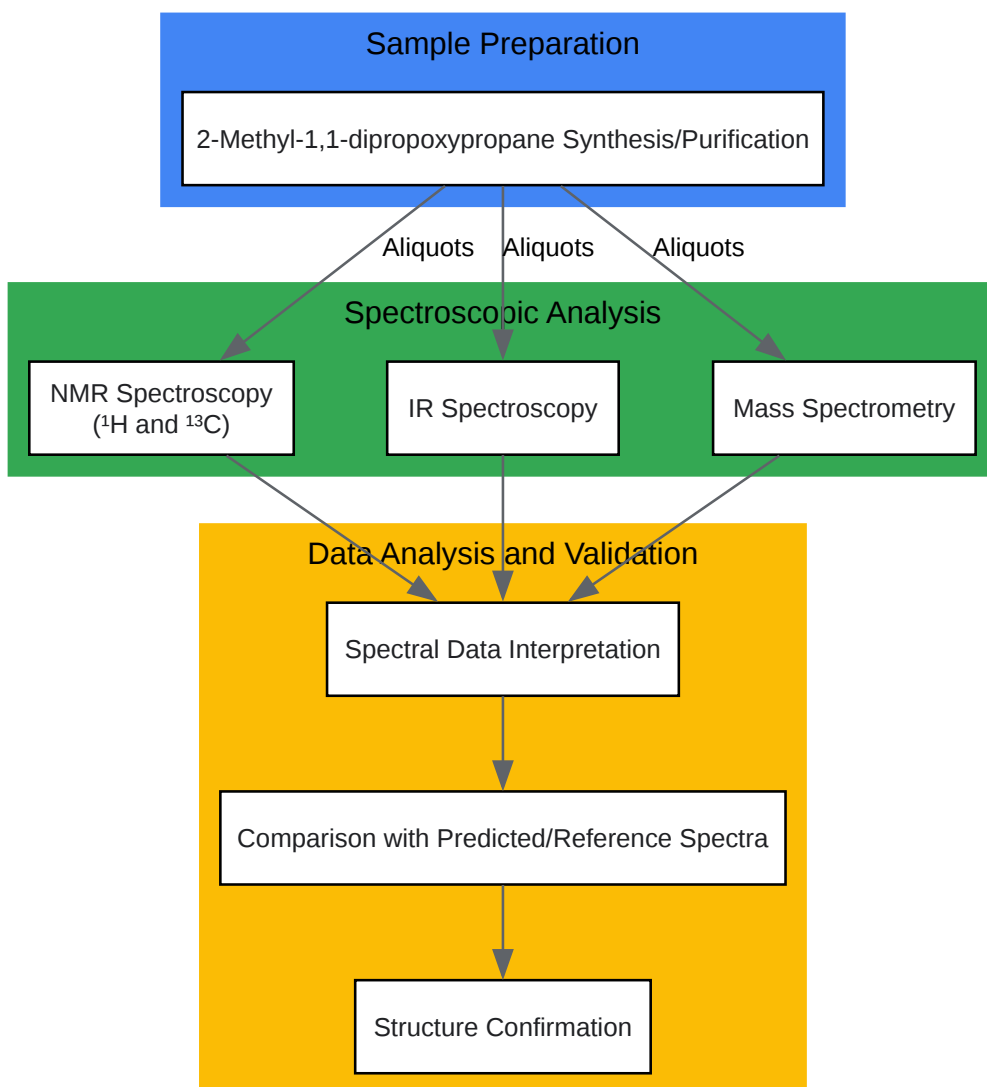 Sample Preparation
2-Methyl-1,1-dipropoxypropane Synthesis/Purification
Aliquots
Aliquots
Aliquots
Spectroscopic Analysis
NMR Spectroscopy
(¹H and ¹³C)
IR Spectroscopy
Mass Spectrometry
Data Analysis and Validation
Spectral Data Interpretation
Comparison with Predicted/Reference Spectra
Structure Confirmation